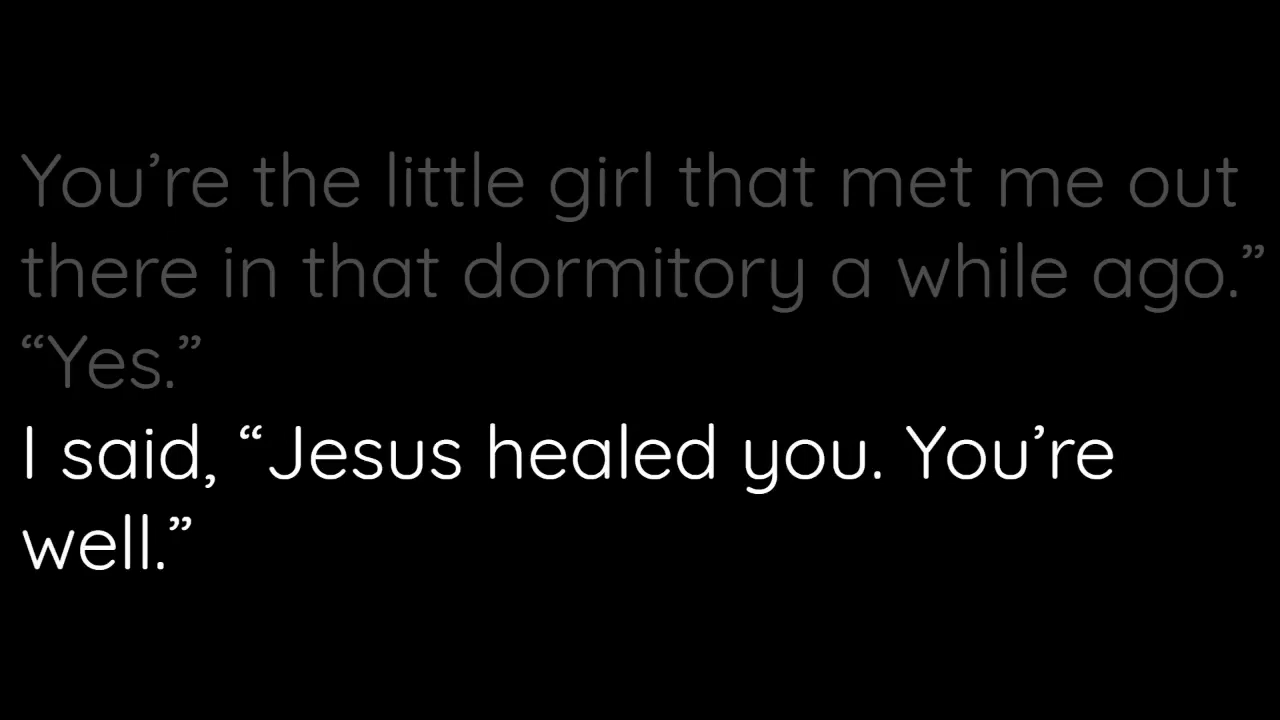 You’re the little girl that met me out
there in that dormitory a while ago.”
“Yes.”
I said, “Jesus healed you. You’re
well.”